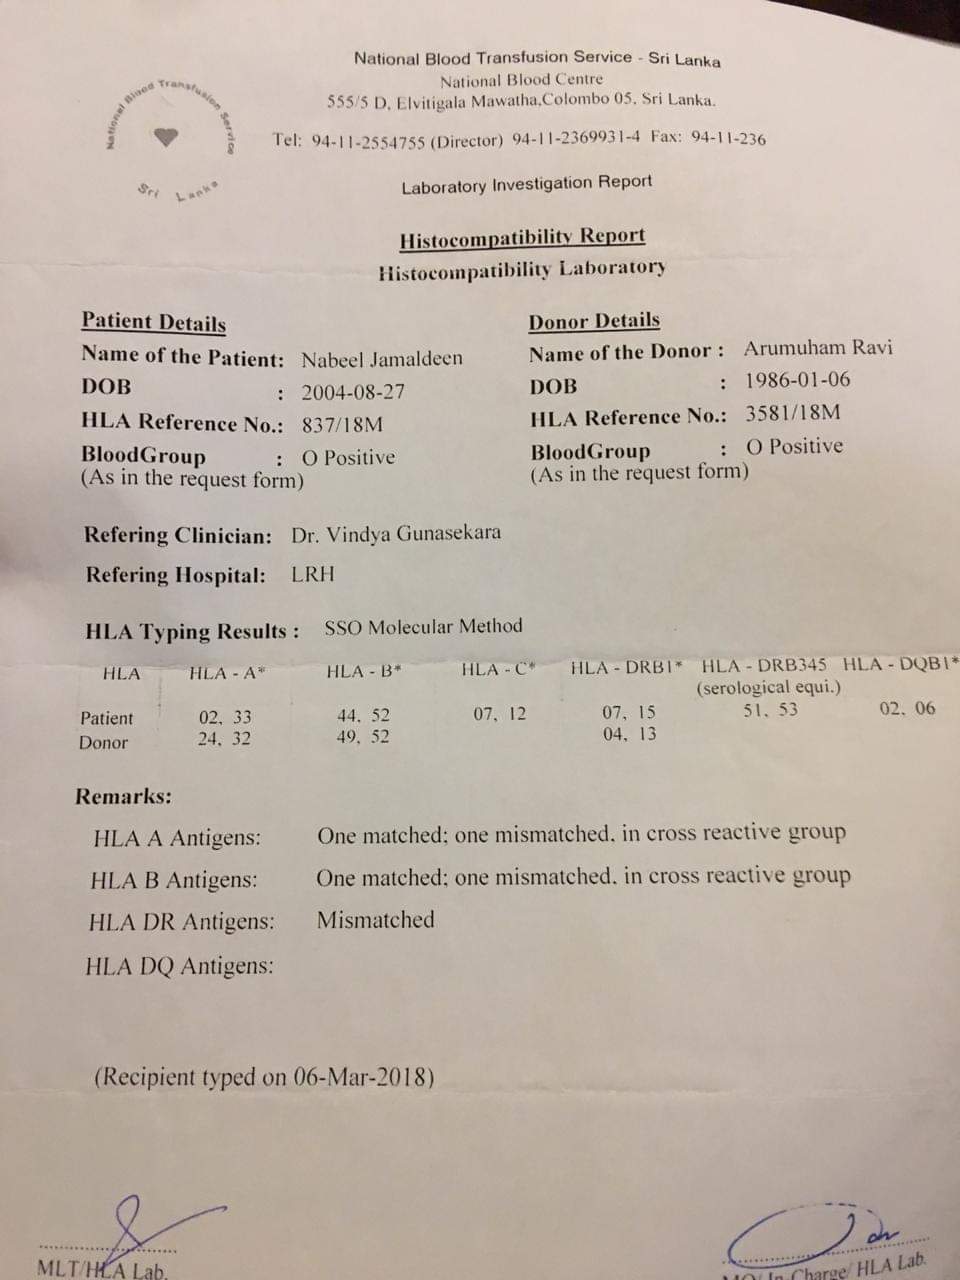 National Blood Transfusion Service - Sri Lanka
National Blood Centre
555/5 D, Elvitigala Mawatha,Colombo 05. Sri Lanka.
National Blood Transfusion Service
Sri Lanka
Tel: 94-11-2554755 (Director) 94-11-2369931-4 Fax: 94-11-236
Laboratory Investigation Report
Histocompatibility Report
Histocompatibility Laboratory
Patient Details
Name of the Patient: Nabeel Jamaldeen
DOB : 2004-08-27
HLA Reference No.: 837/18M
BloodGroup : O Positive
(As in the request form)
Donor Details
Name of the Donor : Arumuham Ravi
DOB : 1986-01-06
HLA Reference No.: 3581/18M
BloodGroup : O Positive
(As in the request form)
Refering Clinician: Dr. Vindya Gunasekara
Refering Hospital: LRH
HLA Typing Results : SSO Molecular Method
HLA HLA - A* HLA - B* HLA - C* HLA - DRB1* HLA - DRB345 HLA - DQB1*
(serological equi.)
Patient 02, 33 44, 52 07, 12 07, 15 51, 53 02, 06
Donor 24, 32 49, 52 04, 13
Remarks:
HLA A Antigens: One matched; one mismatched, in cross reactive group
HLA B Antigens: One matched; one mismatched, in cross reactive group
HLA DR Antigens: Mismatched
HLA DQ Antigens:
(Recipient typed on 06-Mar-2018)
MLT/HLA Lab.
MO/ In-Charge/ HLA Lab.